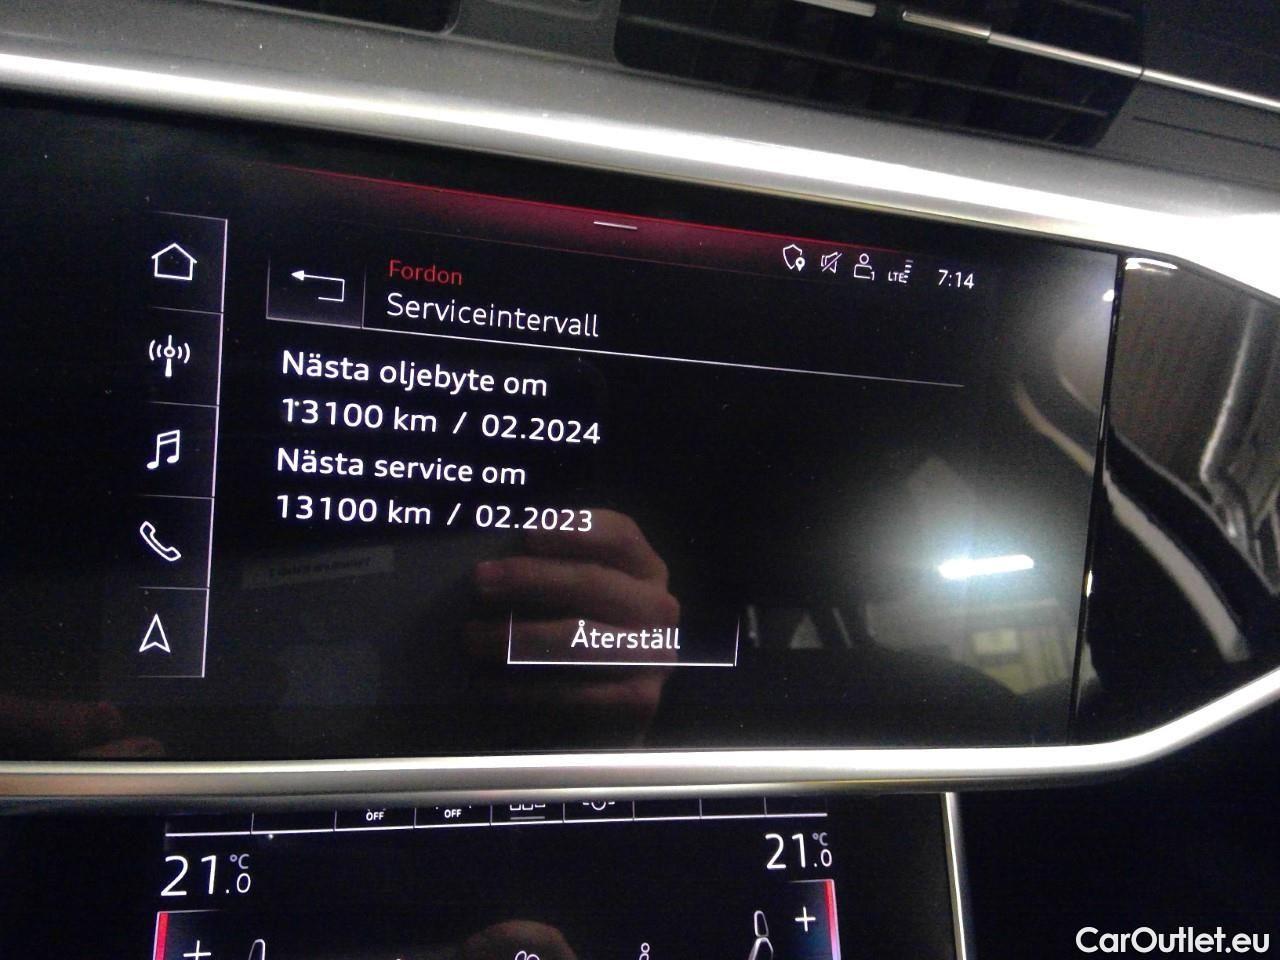 LTE 7:14
Fordon
Serviceintervall
Nästa oljebyte om
13100 km / 02.2024
Nästa service om
13100 km / 02.2023
Återställ
OFF OFF
21.0 °C 21.0 °C
CarOutlet.eu